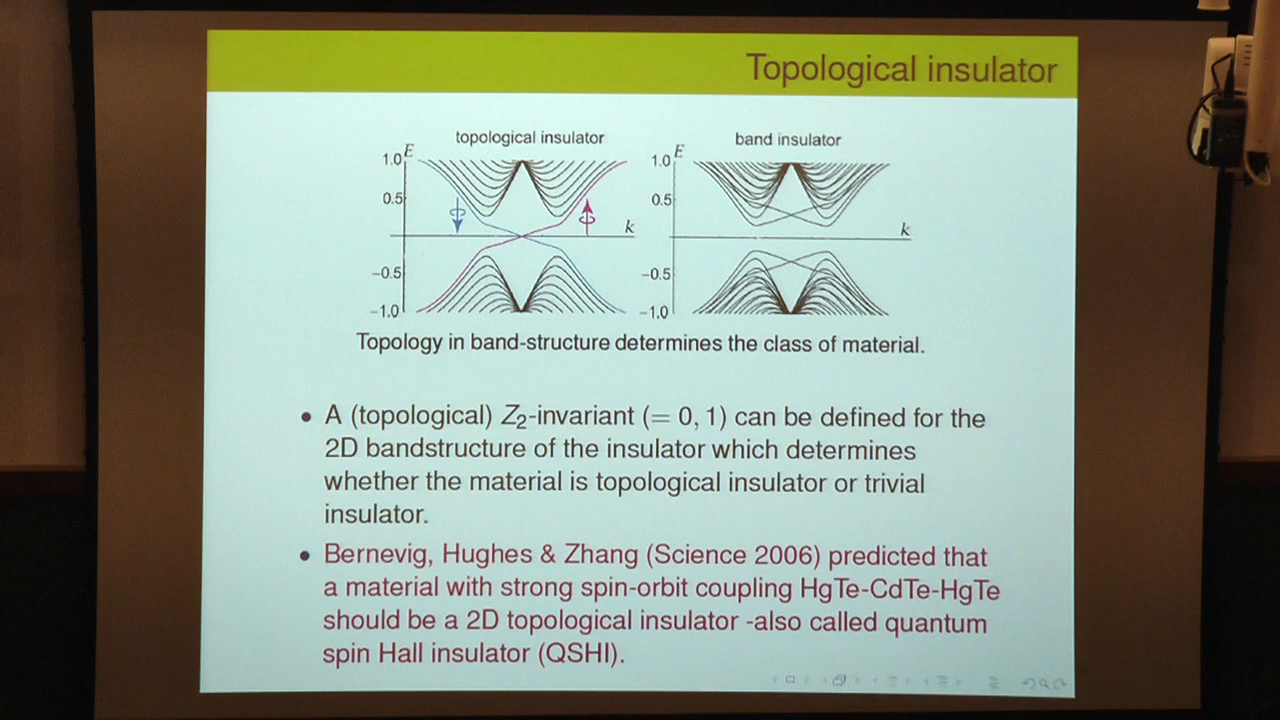 Topological insulator
topological insulator
band insulator
1.0 E
0.5
k
−0.5
−1.0
1.0 E
0.5
k
−0.5
−1.0
Topology in band-structure determines the class of material.
• A (topological) Z₂-invariant (= 0, 1) can be defined for the
2D bandstructure of the insulator which determines
whether the material is topological insulator or trivial
insulator.
• Bernevig, Hughes & Zhang (Science 2006) predicted that
a material with strong spin-orbit coupling HgTe-CdTe-HgTe
should be a 2D topological insulator -also called quantum
spin Hall insulator (QSHI).